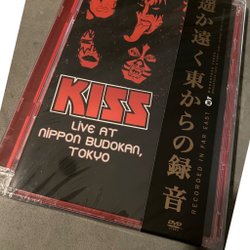 KISS
LiVE AT
NiPPON BUDOKAN,
TOKYO
遥か遠く東からの録音
RECORDED IN FAR EAST
DVD